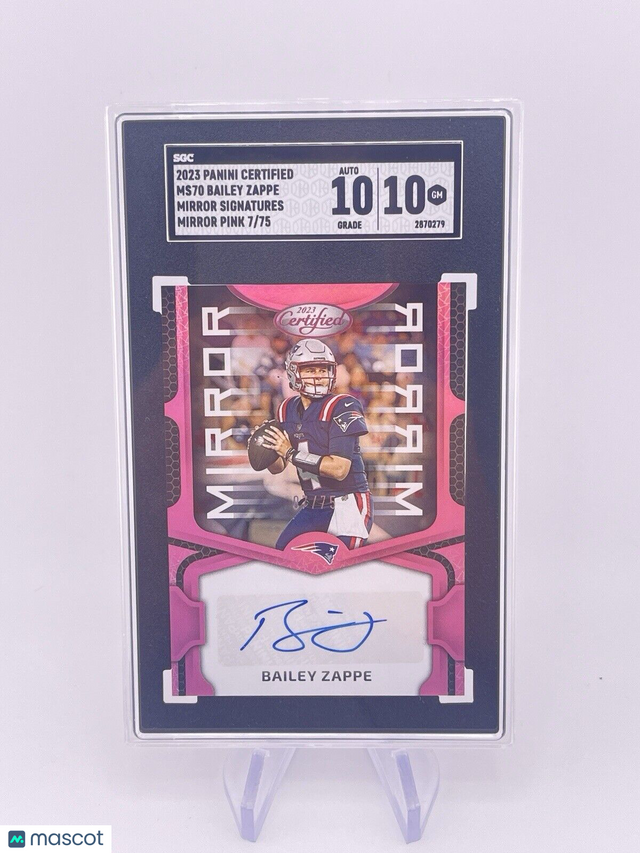 SGC
2023 PANINI CERTIFIED
MS70 BAILEY ZAPPE
MIRROR SIGNATURES
MIRROR PINK 7/75
AUTO
10
GRADE
10
GM
2870279
2023
Certified
MIRROR
MIRROR
BAILEY ZAPPE
mascot